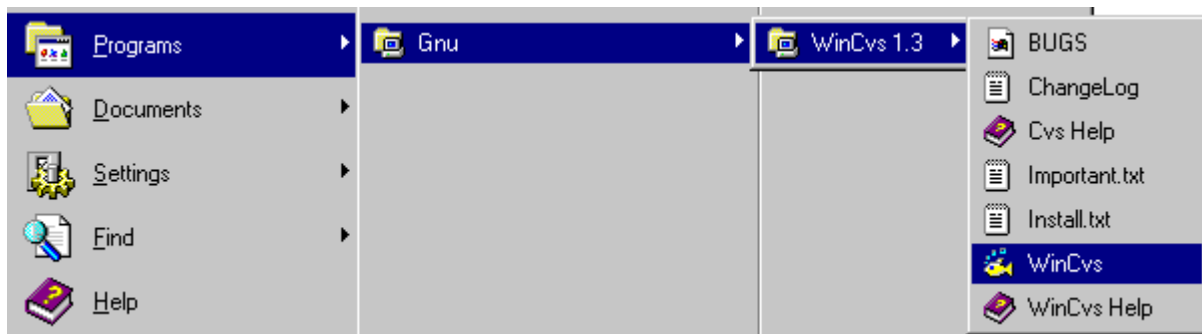 Programs
Documents
Settings
Find
Help
Gnu
WinCvs 1.3
BUGS
ChangeLog
Cvs Help
Important.txt
Install.txt
WinCvs
WinCvs Help